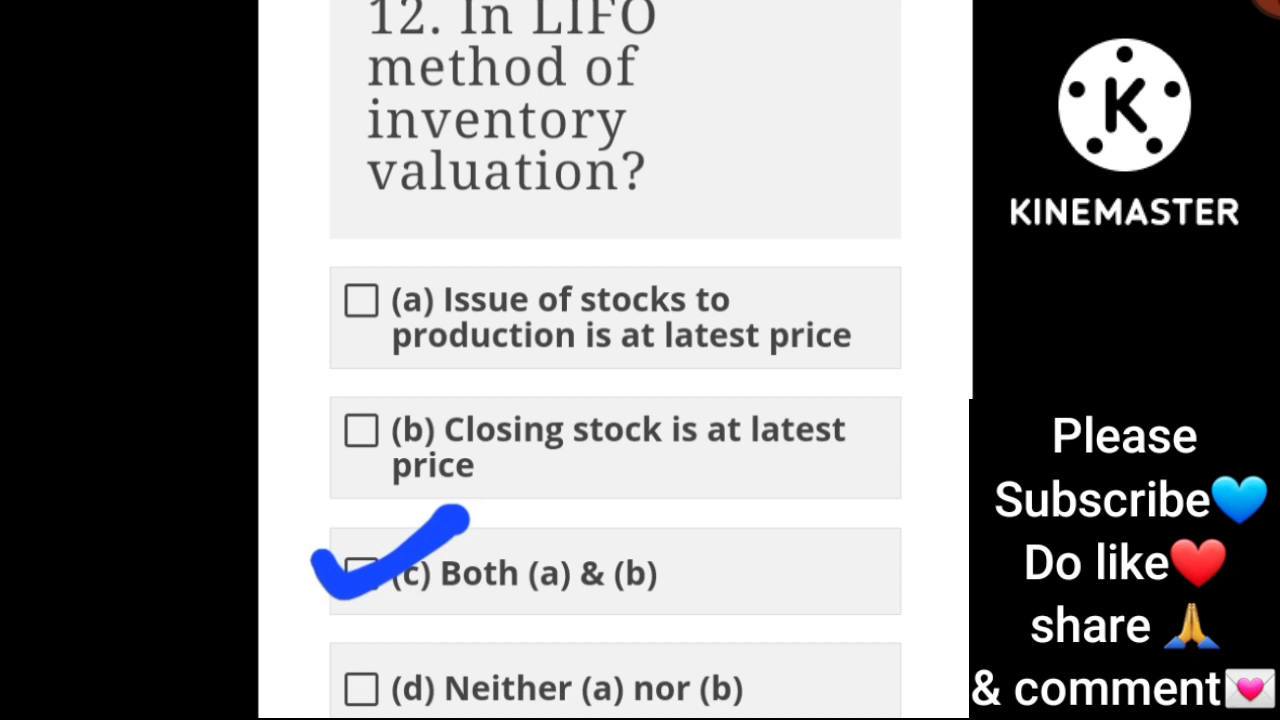 12. In LIFO
method of
inventory
valuation?
(a) Issue of stocks to
production is at latest price
(b) Closing stock is at latest
price
(c) Both (a) & (b)
(d) Neither (a) nor (b)
K
KINEMASTER
Please
Subscribe💙
Do like❤️
share 🙏
& comment💌